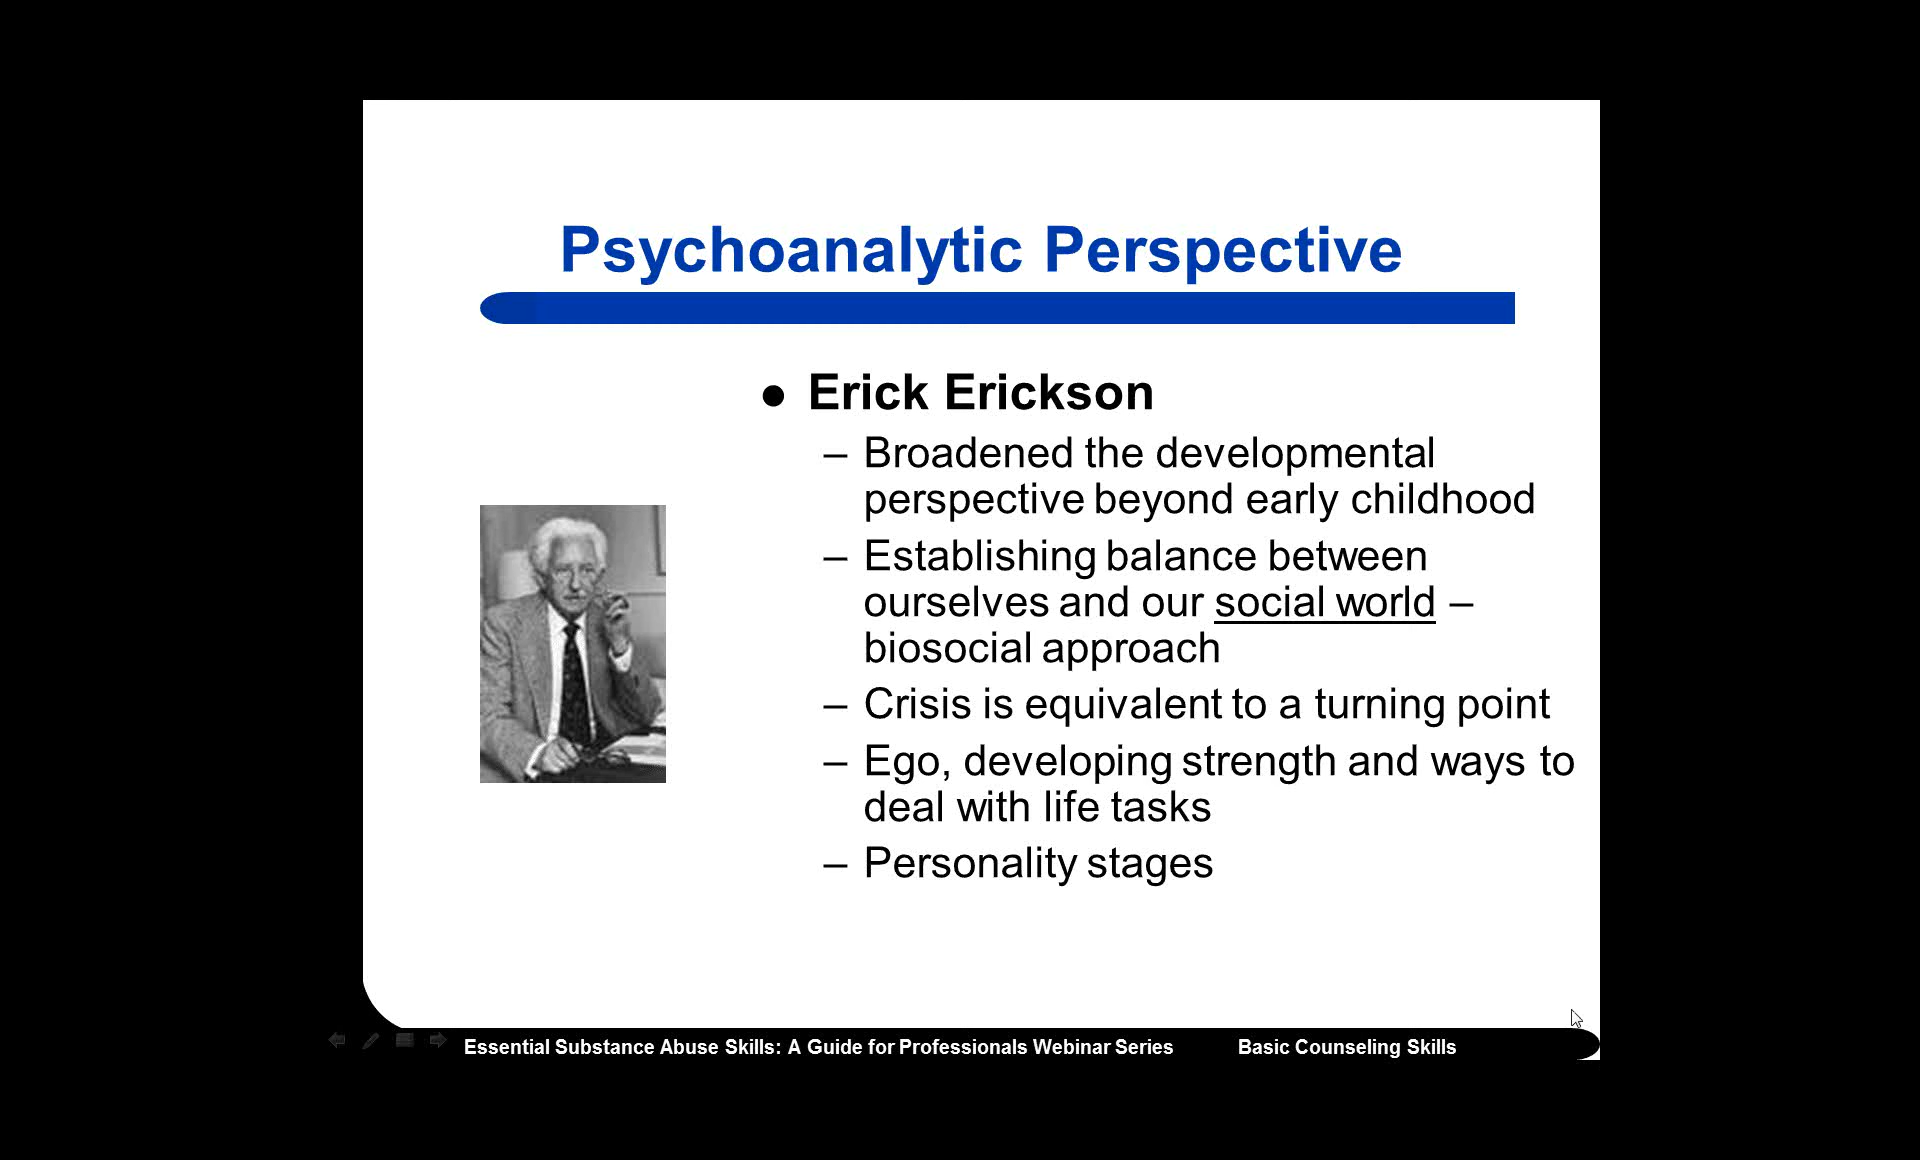 Psychoanalytic Perspective
● Erick Erickson
– Broadened the developmental
perspective beyond early childhood
– Establishing balance between
ourselves and our social world –
biosocial approach
– Crisis is equivalent to a turning point
– Ego, developing strength and ways to
deal with life tasks
– Personality stages
Essential Substance Abuse Skills: A Guide for Professionals Webinar Series Basic Counseling Skills